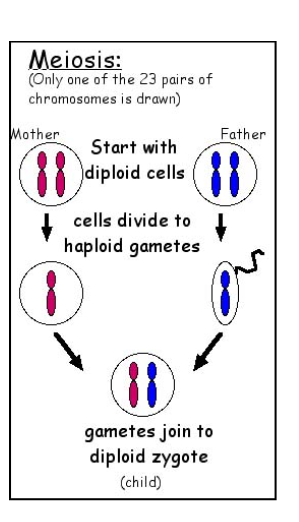 Meiosis:
(Only one of the 23 pairs of
chromosomes is drawn)
Mother
Father
Start with
diploid cells
cells divide to
haploid gametes
gametes join to
diploid zygote
(child)